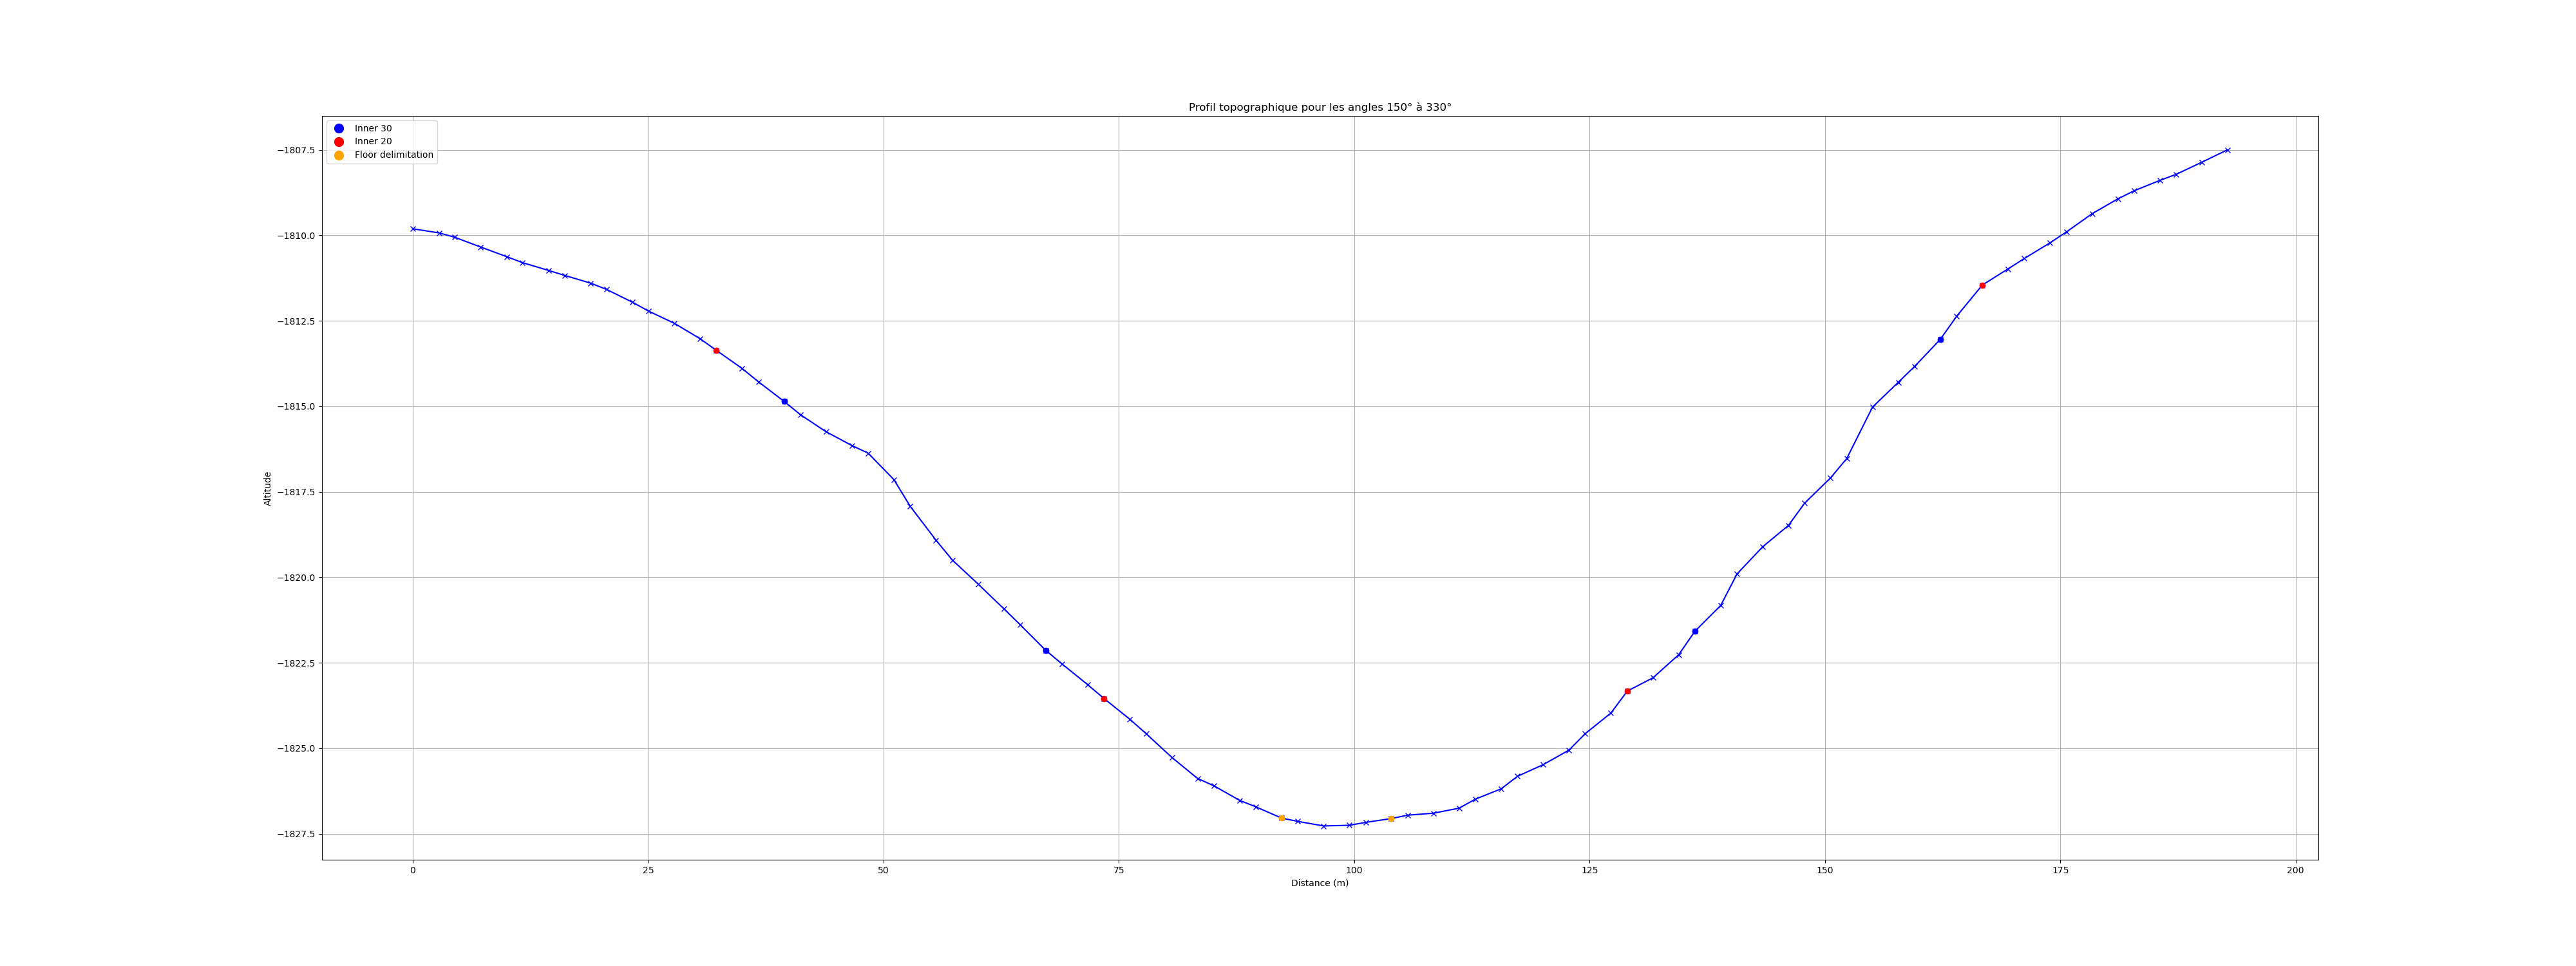 Profil topographique pour les angles 150° à 330°
Inner 30
Inner 20
Floor delimitation
−1807.5
−1810.0
−1812.5
−1815.0
−1817.5
−1820.0
−1822.5
−1825.0
−1827.5
Altitude
0 25 50 75 100 125 150 175 200
Distance (m)